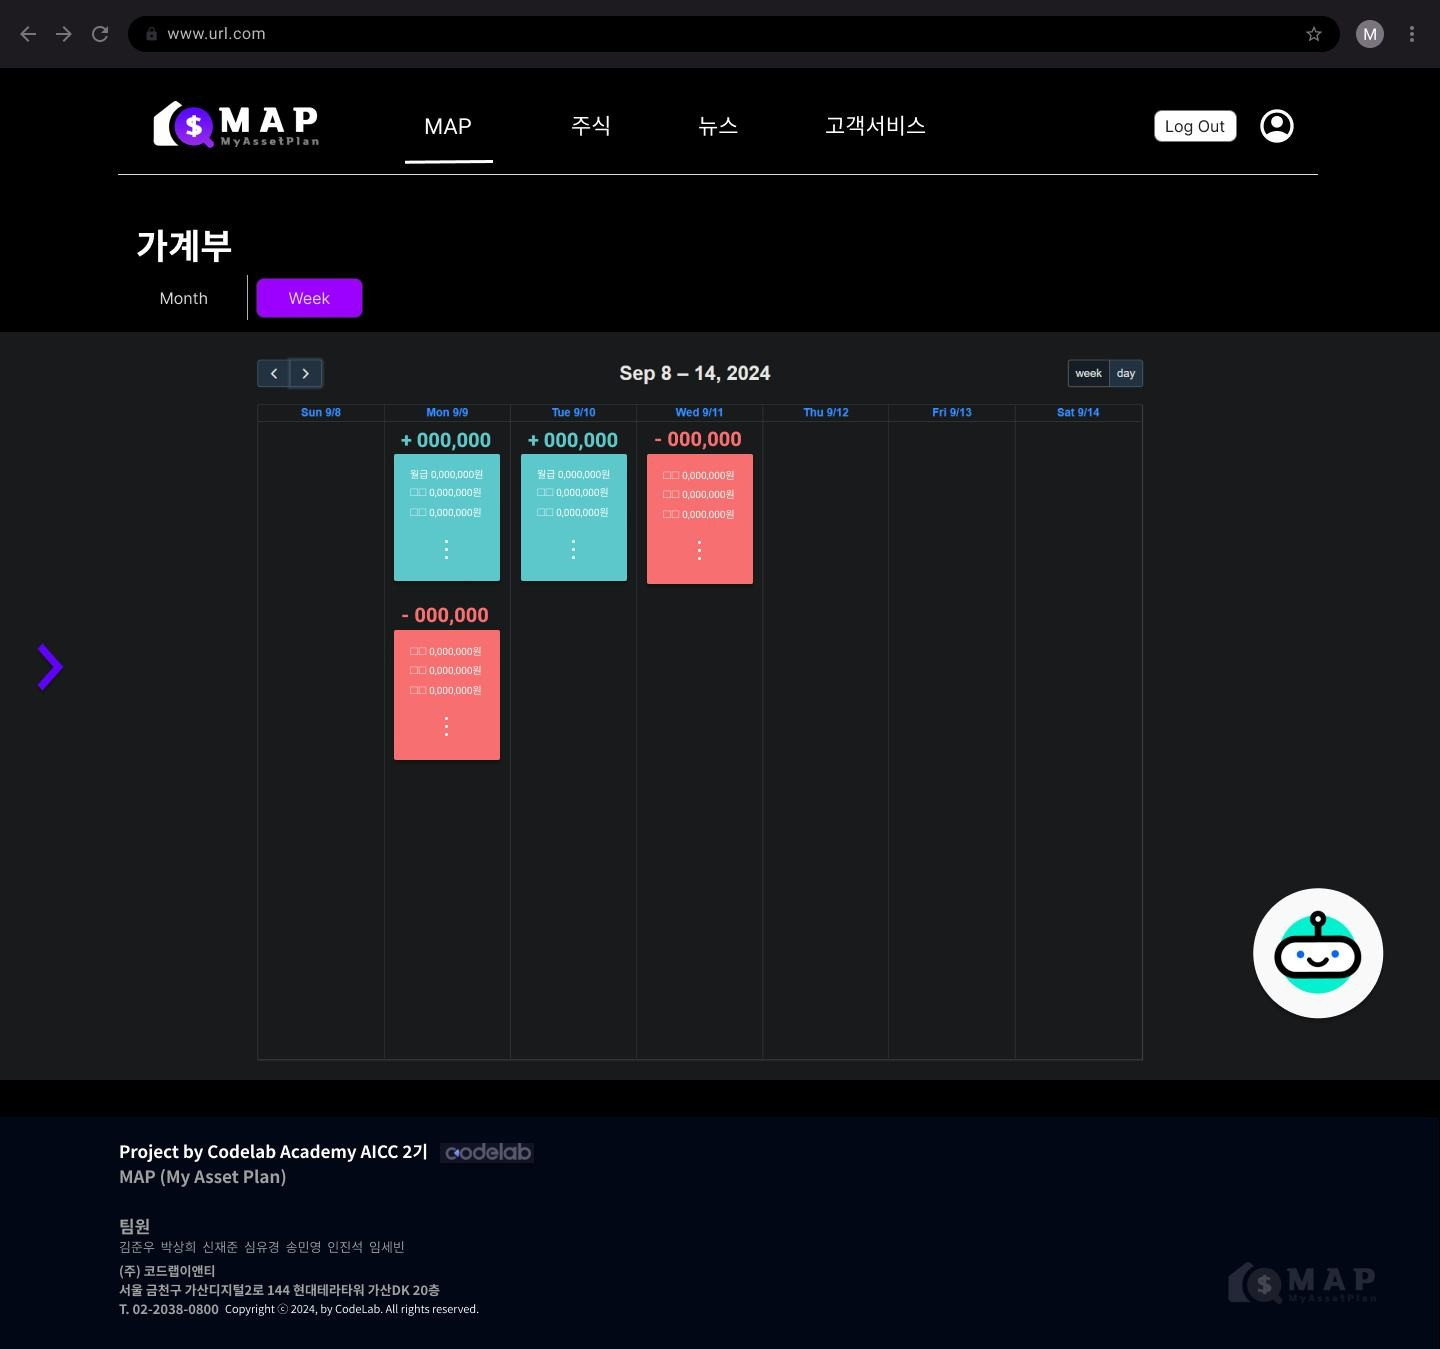 www.url.com
M
MAP
MyAssetPlan
MAP
주식
뉴스
고객서비스
Log Out
가계부
Month
Week
Sep 8 – 14, 2024
week
day
Sun 9/8
Mon 9/9
Tue 9/10
Wed 9/11
Thu 9/12
Fri 9/13
Sat 9/14
+ 000,000
월급 0,000,000원
□□ 0,000,000원
□□ 0,000,000원
- 000,000
□□ 0,000,000원
□□ 0,000,000원
□□ 0,000,000원
+ 000,000
월급 0,000,000원
□□ 0,000,000원
□□ 0,000,000원
- 000,000
□□ 0,000,000원
□□ 0,000,000원
□□ 0,000,000원
Project by Codelab Academy AICC 2기
codelab
MAP (My Asset Plan)
팀원
김준우 박상희 신재준 심유경 송민영 인진석 임세빈
(주) 코드랩이앤티
서울 금천구 가산디지털2로 144 현대테라타워 가산DK 20층
T. 02-2038-0800 Copyright ⓒ 2024, by CodeLab. All rights reserved.
MAP
MyAssetPlan